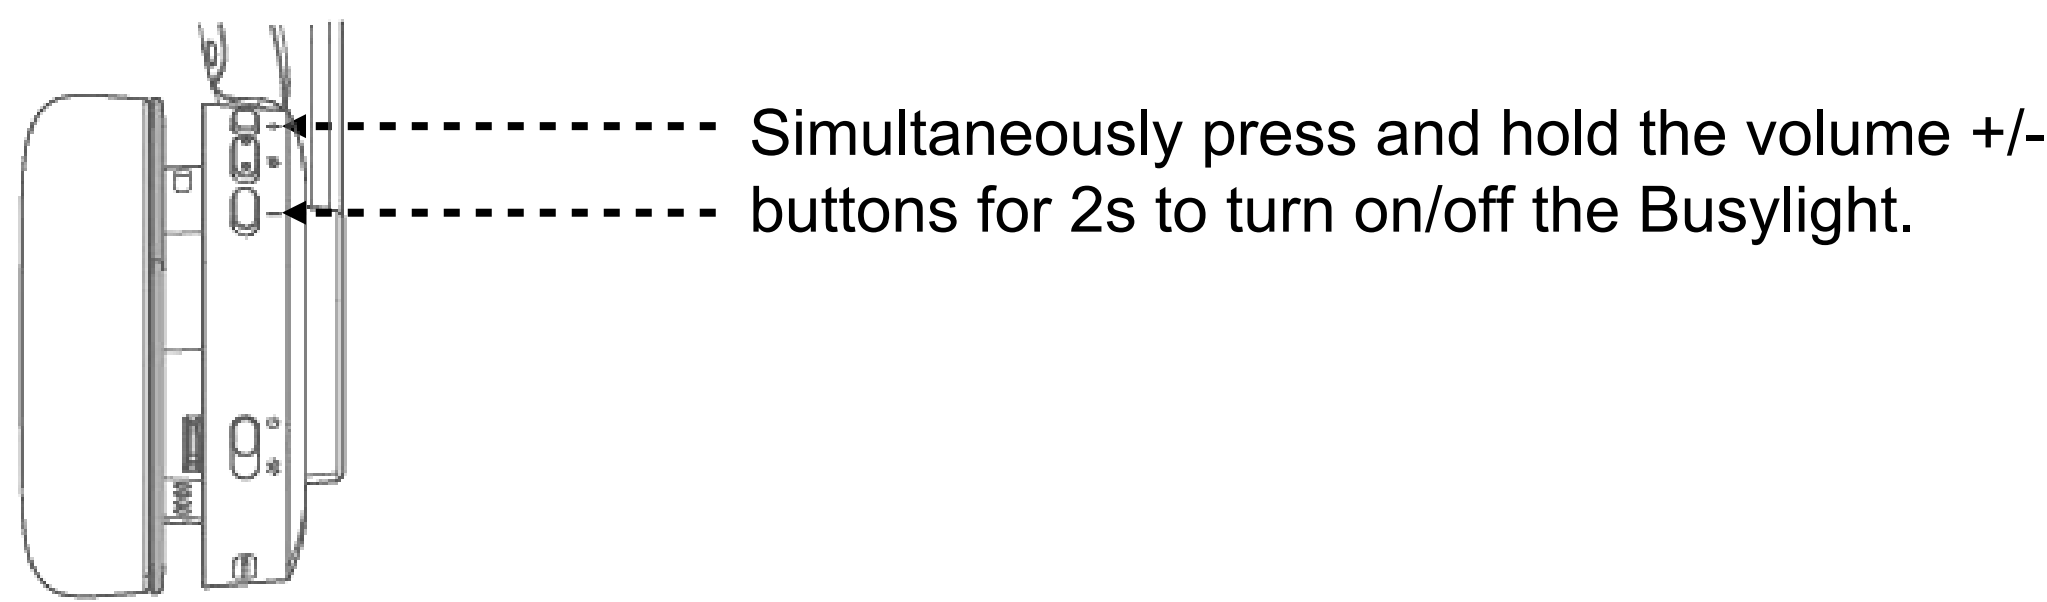 Simultaneously press and hold the volume +/-
buttons for 2s to turn on/off the Busylight.